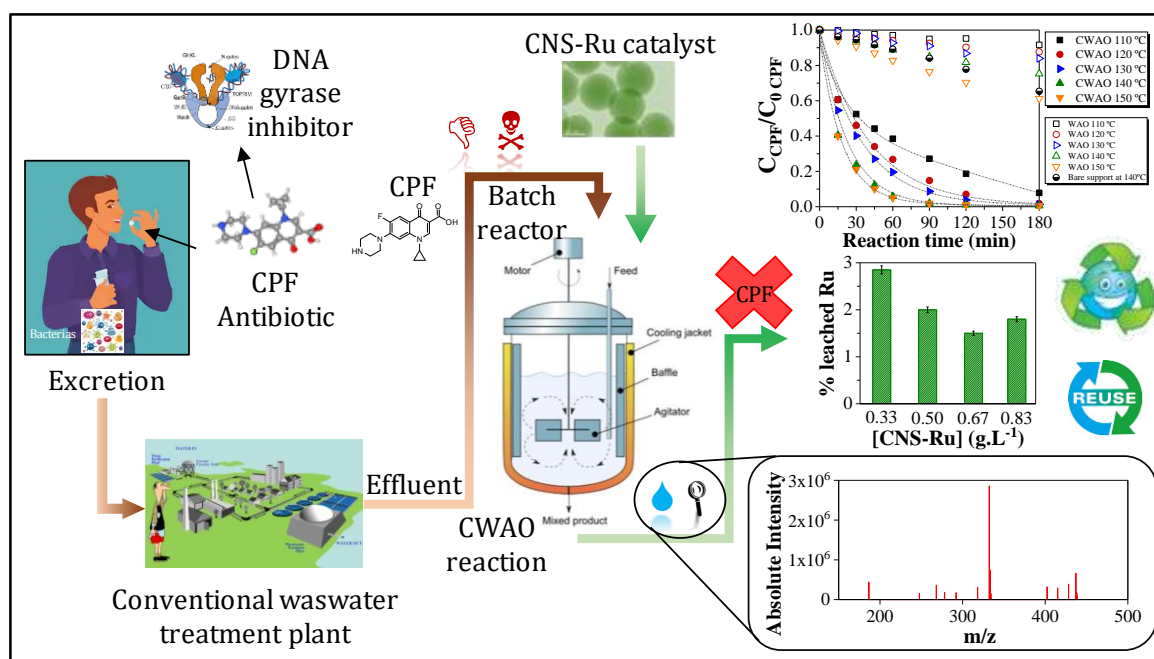 DNA
gyrase
inhibitor
CNS-Ru catalyst
CPF
Antibiotic
Bacterias
Excretion
CPF
F
O
O
OH
N
N
HN
Batch
reactor
Motor
Feed
Cooling jacket
Baffle
Agitator
Mixed product
CWAO
reaction
Effluent
Conventional waswater
treatment plant
CPF
C_CPF/C_0 CPF
1.0
0.8
0.6
0.4
0.2
0.0
0 30 60 90 120 150 180
Reaction time (min)
CWAO 110 ºC
CWAO 120 ºC
CWAO 130 ºC
CWAO 140 ºC
CWAO 150 ºC
WAO 110 ºC
WAO 120 ºC
WAO 130 ºC
WAO 140 ºC
WAO 150 ºC
Bare support at 140ºC
% leached Ru
3
2
1
0
0.33 0.50 0.67 0.83
[CNS-Ru] (g.L⁻¹)
REUSE
Absolute Intensity
3x10⁶
2x10⁶
1x10⁶
0
200 300 400 500
m/z